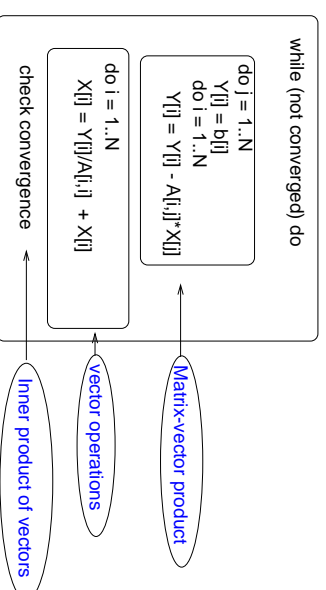 while (not converged) do
do j = 1..N
Y[i] = b[i]
do i = 1..N
Y[i] = Y[i] - A[i,j]*X[j]
Matrix-vector product
do i = 1..N
X[i] = Y[i]/A[i,i] + X[i]
vector operations
check convergence
Inner product of vectors